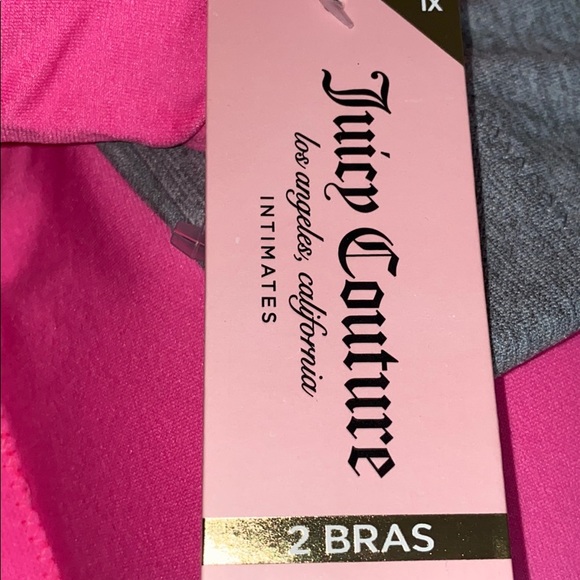 1X
Juicy Couture
los angeles, california
INTIMATES
2 BRAS